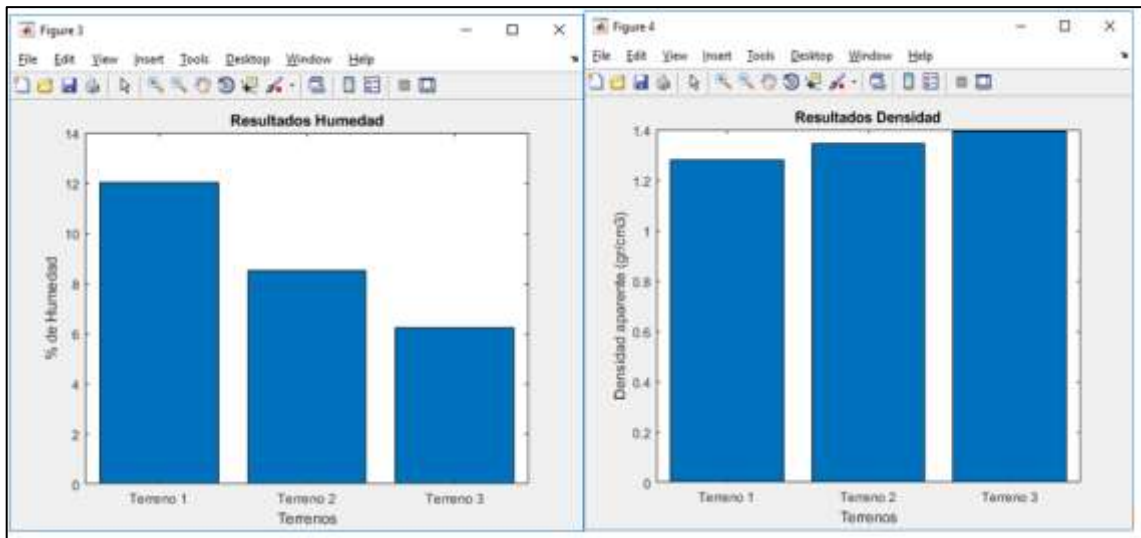 Figure 3
File Edit View Insert Tools Desktop Window Help
Resultados Humedad
14
12
10
8
6
4
2
0
% de Humedad
Terreno 1 Terreno 2 Terreno 3
Terrenos
Figure 4
File Edit View Insert Tools Desktop Window Help
Resultados Densidad
1.4
1.2
1
0.8
0.6
0.4
0.2
0
Densidad aparente (gr/cm3)
Terreno 1 Terreno 2 Terreno 3
Terrenos